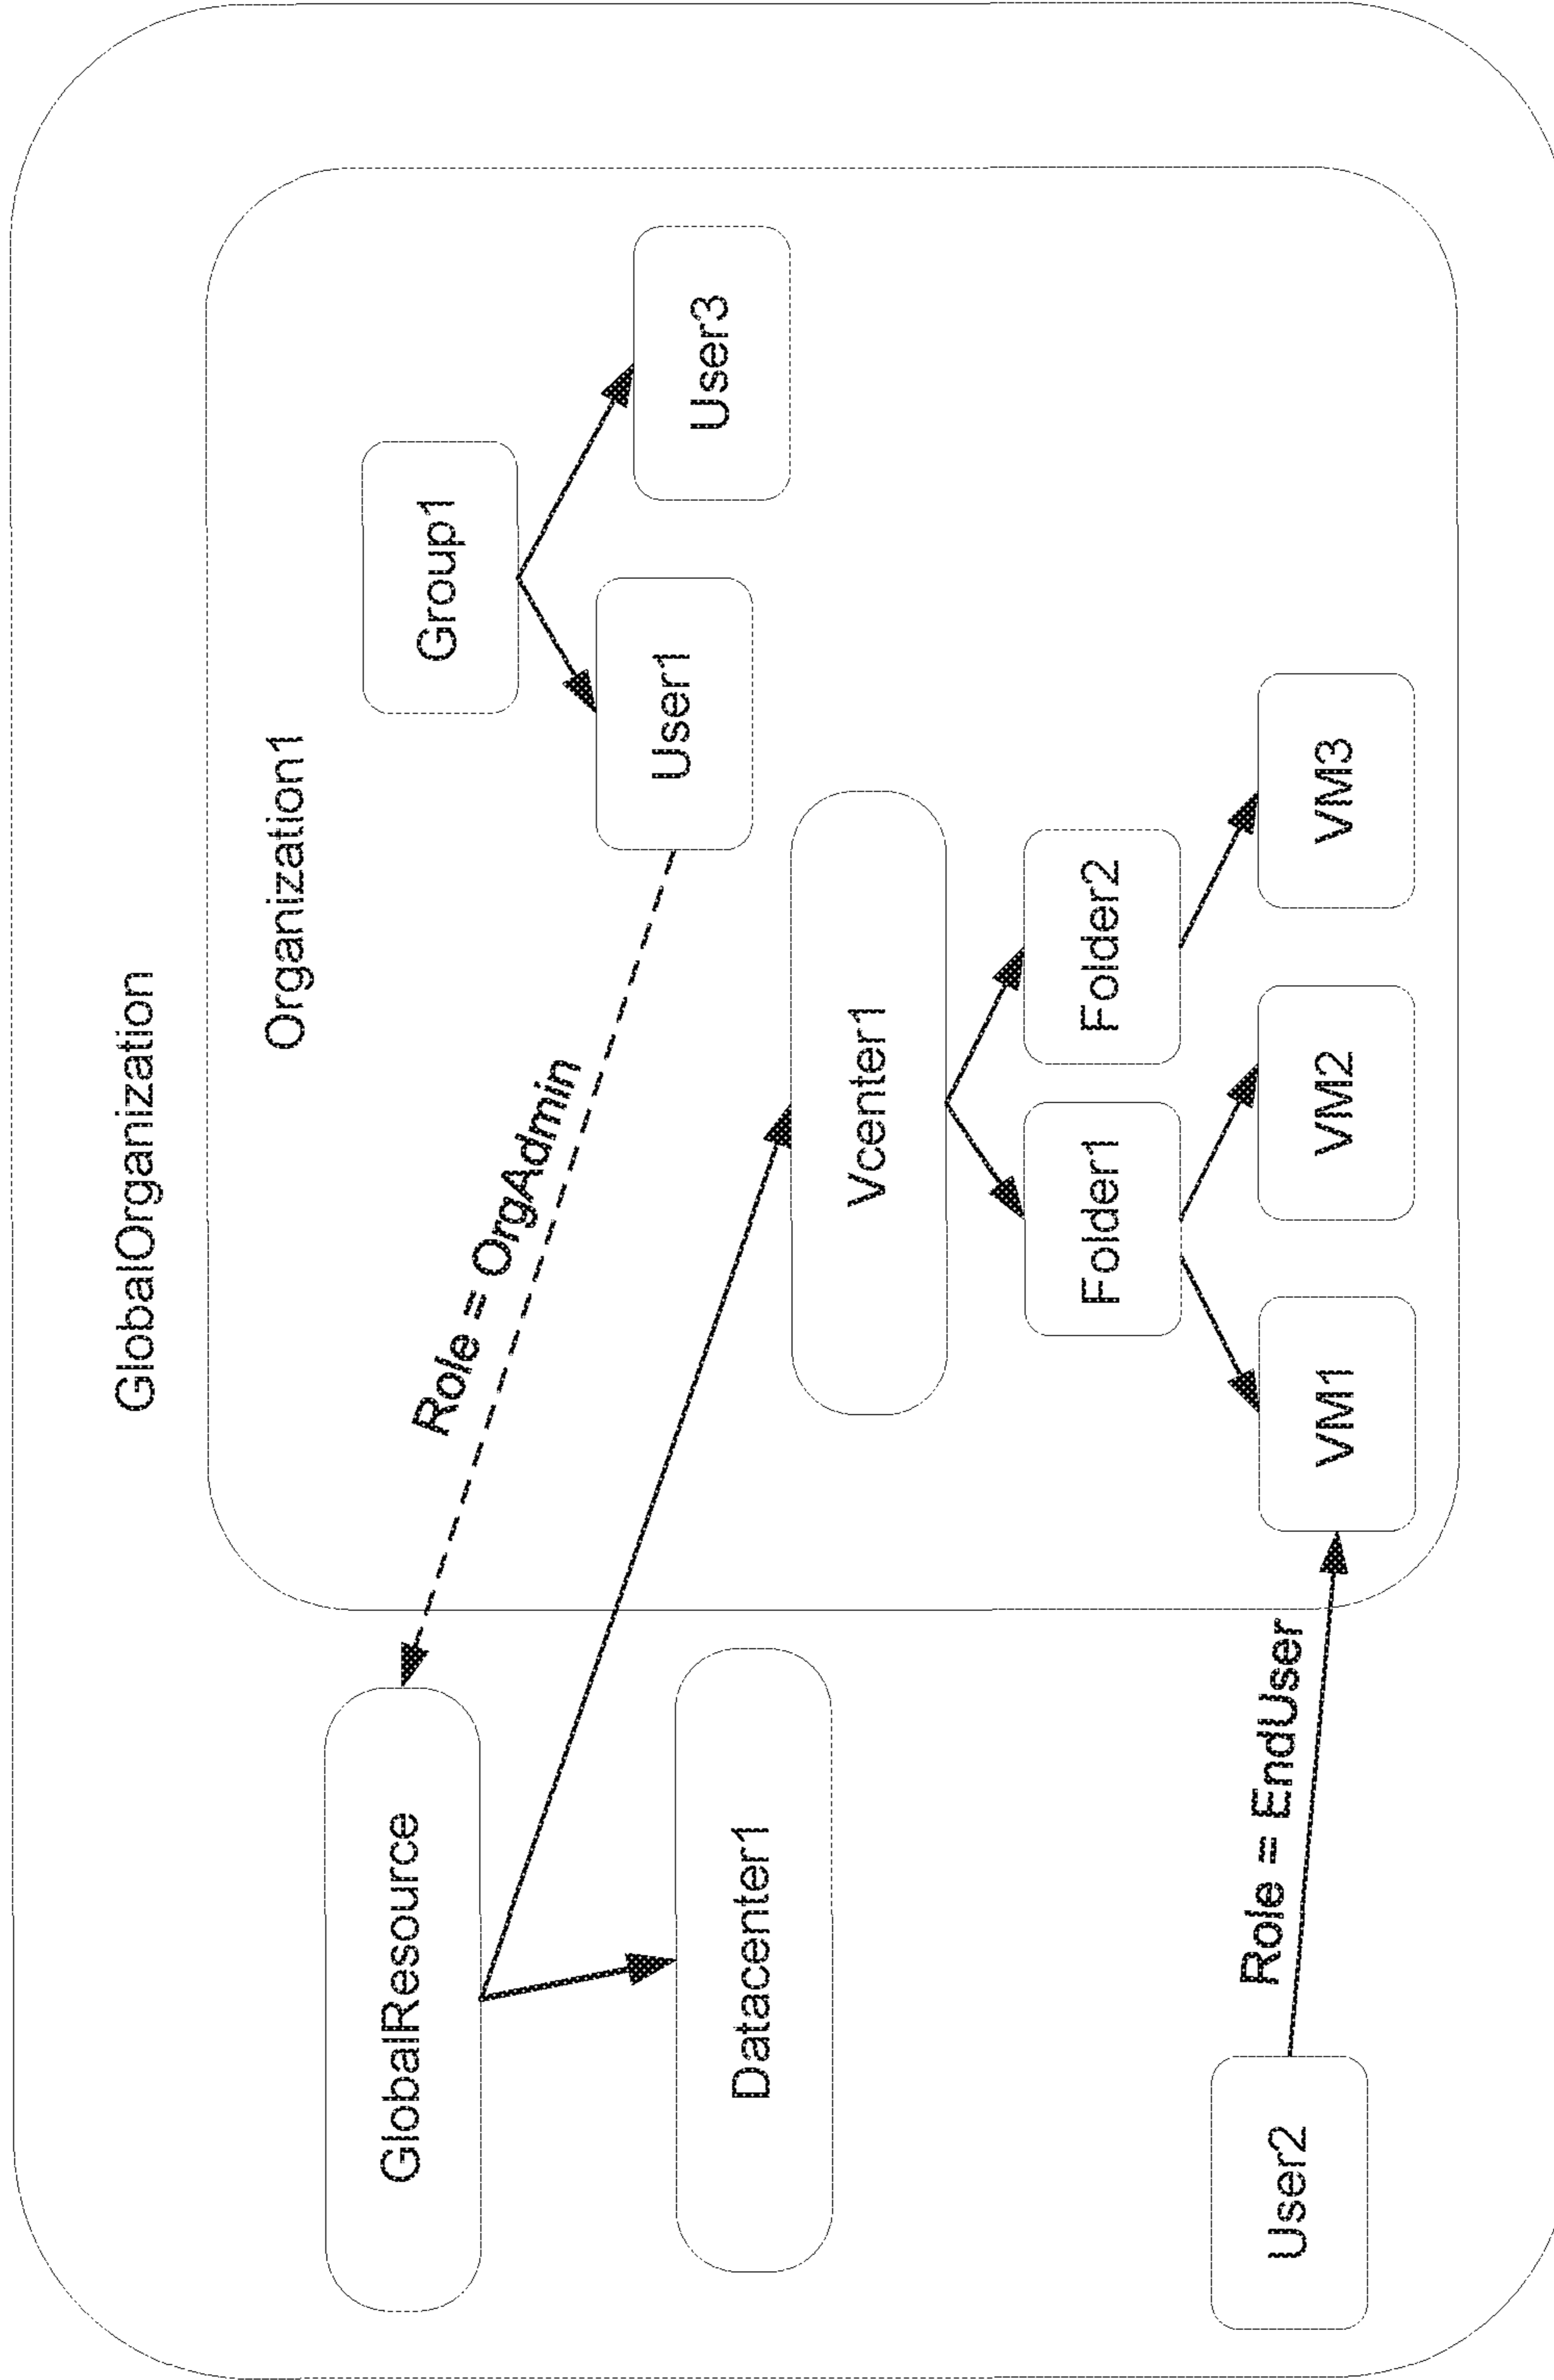 GlobalOrganization
Organization1
GlobalResource
Role = OrgAdmin
Group1
User1
User3
Datacenter1
Vcenter1
Folder1
Folder2
User2
Role = EndUser
VM1
VM2
VM3